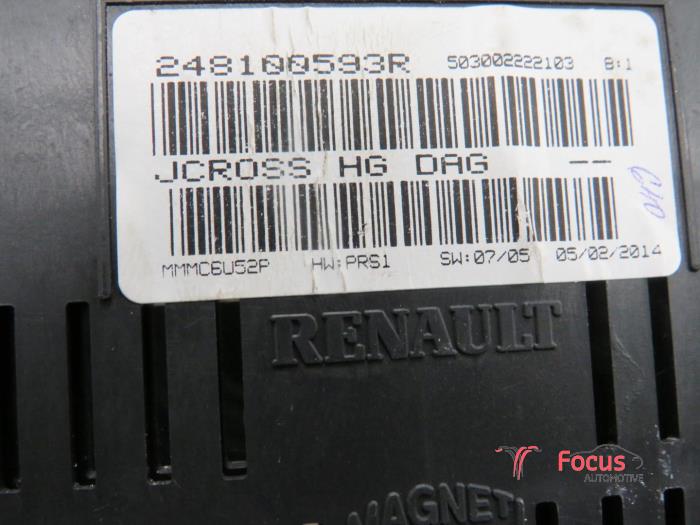 248100593R 503002222103 B:1
JCROSS HG DAG --
MMMC6U52P HW:PRS1 SW:07/05 05/02/2014
RENAULT
Focus
AUTOMOTIVE